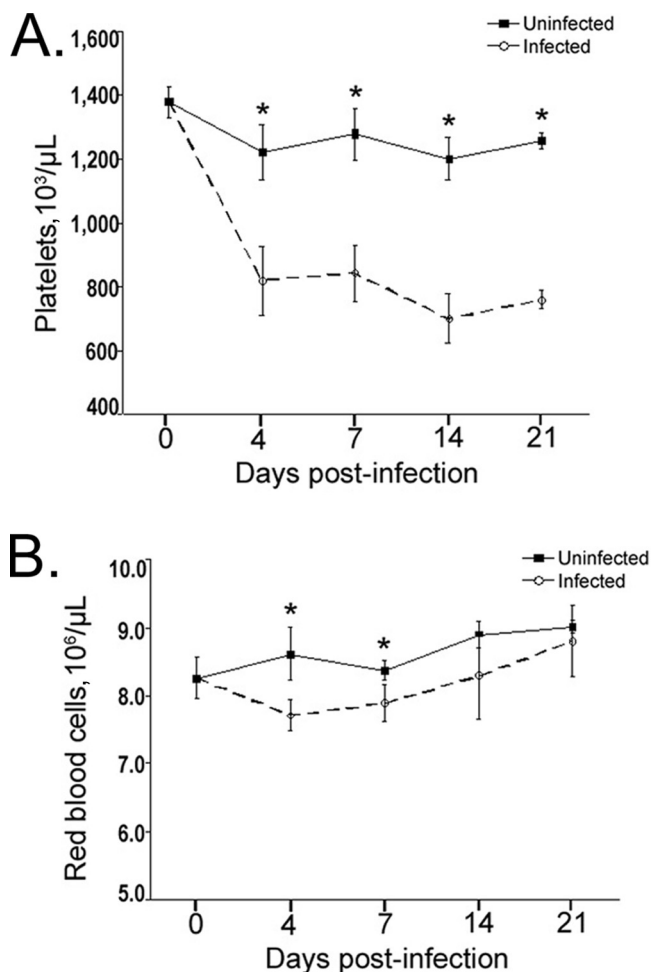 A.
Uninfected
Infected
1,600
1,400
1,200
1,000
800
600
400
Platelets, 10³/µL
* * * *
0 4 7 14 21
Days post-infection
B.
Uninfected
Infected
10.0
9.0
8.0
7.0
6.0
5.0
Red blood cells, 10⁶/µL
* *
0 4 7 14 21
Days post-infection